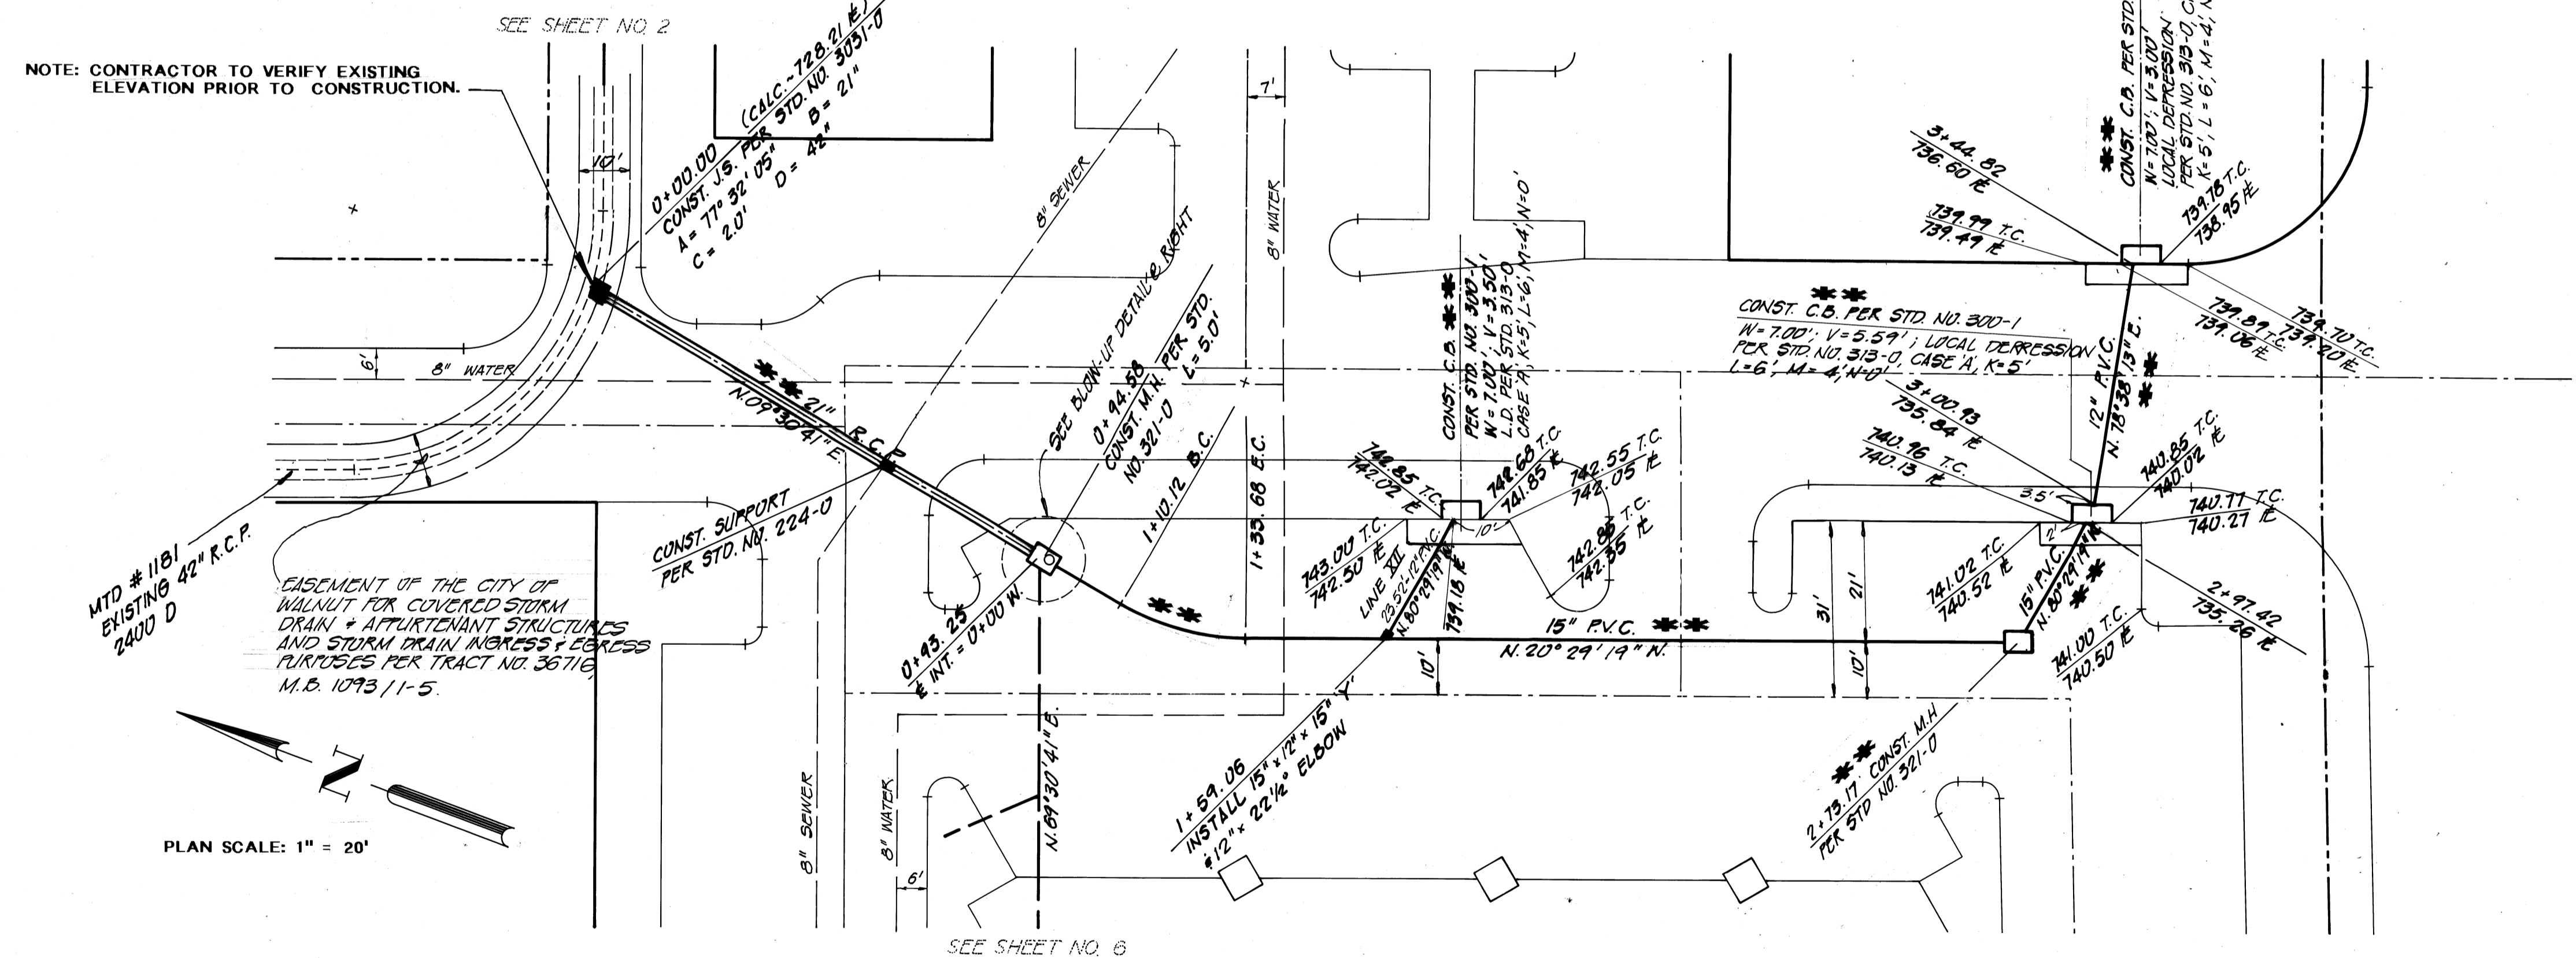 SEE SHEET NO. 2
NOTE: CONTRACTOR TO VERIFY EXISTING
ELEVATION PRIOR TO CONSTRUCTION.
10'
0+00.00 (CALC.~728.21 ℄)
CONST. J.S. PER STD. NO. 3031-0
A = 77° 32' 05" B = 21"
C = 2.0' D = 42"
7'
8" SEWER
8" WATER
6'
8" WATER
SEE BLOW-UP DETAIL @ RIGHT
0+94.58
CONST. M.H. PER STD.
NO. 321-0 L= 5.0'
1+10.12 B.C.
1+33.68 E.C.
** 21" R.C.P.
N.09°30'41" E.
CONST. SUPPORT
PER STD. NO. 224-0
MTD # 1181
EXISTING 42" R.C.P.
2400 D
EASEMENT OF THE CITY OF
WALNUT FOR COVERED STORM
DRAIN & APPURTENANT STRUCTURES
AND STORM DRAIN INGRESS & EGRESS
PURPOSES PER TRACT NO. 36716,
M.B. 1093/1-5.
N
PLAN SCALE: 1" = 20'
8" SEWER
8" WATER
6'
0+93.25
℄ INT. = 0+00 W.
N.69°30'41" E.
SEE SHEET NO. 6
**
CONST. C.B. **
PER STD. NO. 300-1
W= 7.00', V= 3.50',
L.D. PER STD. 313-0
CASE 'A', K=5', L=6', M=4', N=0'
742.85 T.C.
742.02 ℄
742.68 T.C.
741.85 ℄
742.55 T.C.
742.05 ℄
742.85 T.C.
742.35 ℄
743.00 T.C.
742.50 ℄
10'
LINE XVI
23.52'-12" P.V.C.
N.80°29'19" W.
739.18 ℄
15" P.V.C. **
N. 20° 29' 19" W.
10'
1+59.06
INSTALL 15" x 12" x 15" 'Y'
& 12" x 22½° ELBOW
31'
21'
10'
** CONST. M.H
2+73.17
PER STD NO. 321-0
** CONST. C.B. PER STD.
W= 7.00', V= 3.00'
LOCAL DEPRESSION
PER STD. NO. 313-0,
K= 5', L= 6', M=4',
3+44.82
736.60 ℄
739.99 T.C.
739.49 ℄
739.78 T.C.
738.95 ℄
739.89 T.C.
739.06 ℄
739.70 T.C.
739.20 ℄
**
CONST. C.B. PER STD. NO. 300-1
W= 7.00'; V= 5.59'; LOCAL DERRESSION
PER STD. NO. 313-0, CASE 'A', K=5'
L=6', M= 4', N=0'
12" P.V.C.
N. 78° 38' 13" E.
**
3+00.93
735.84 ℄
740.96 T.C.
740.13 ℄
740.85 T.C.
740.02 ℄
740.77 T.C.
740.27 ℄
3.5'
2'
15" P.V.C.
N. 80°29'19" W.
**
741.02 T.C.
740.52 ℄
741.00 T.C.
740.50 ℄
2+97.42
735.26 ℄